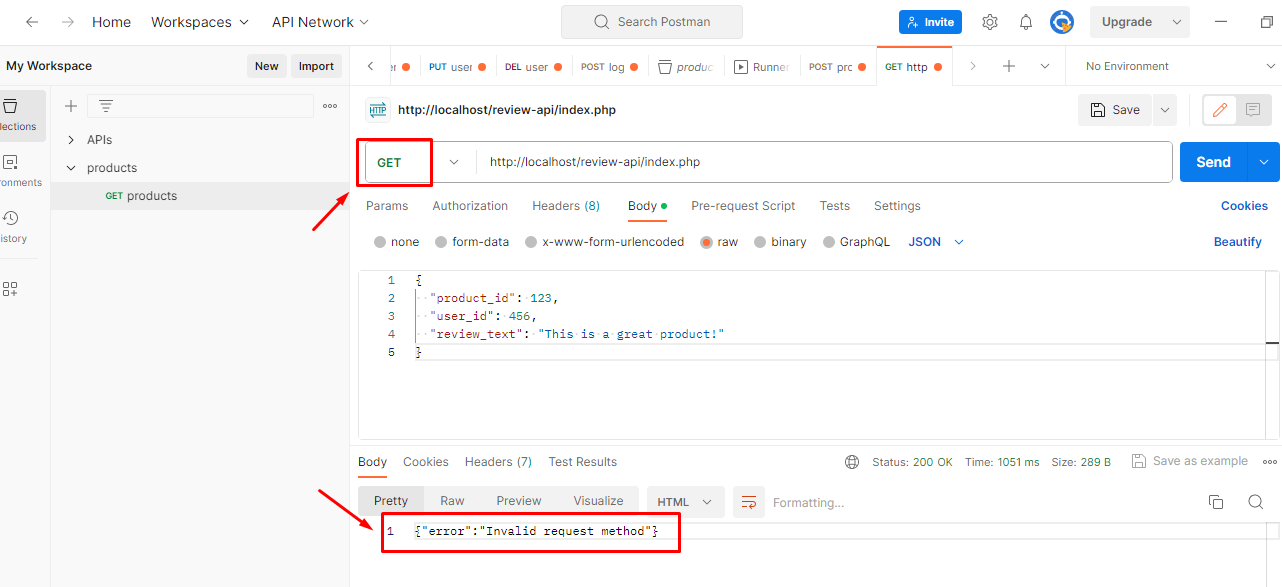 Home Workspaces API Network Search Postman Invite Upgrade
My Workspace New Import PUT user DEL user POST log produc Runner POST prc GET http No Environment
lections
APIs
products
GET products
ronments
istory
HTTP http://localhost/review-api/index.php Save
GET http://localhost/review-api/index.php Send
Params Authorization Headers (8) Body Pre-request Script Tests Settings Cookies
none form-data x-www-form-urlencoded raw binary GraphQL JSON Beautify
1 {
2 "product_id": 123,
3 "user_id": 456,
4 "review_text": "This is a great product!"
5 }
Body Cookies Headers (7) Test Results Status: 200 OK Time: 1051 ms Size: 289 B Save as example
Pretty Raw Preview Visualize HTML Formatting...
1 {"error":"Invalid request method"}